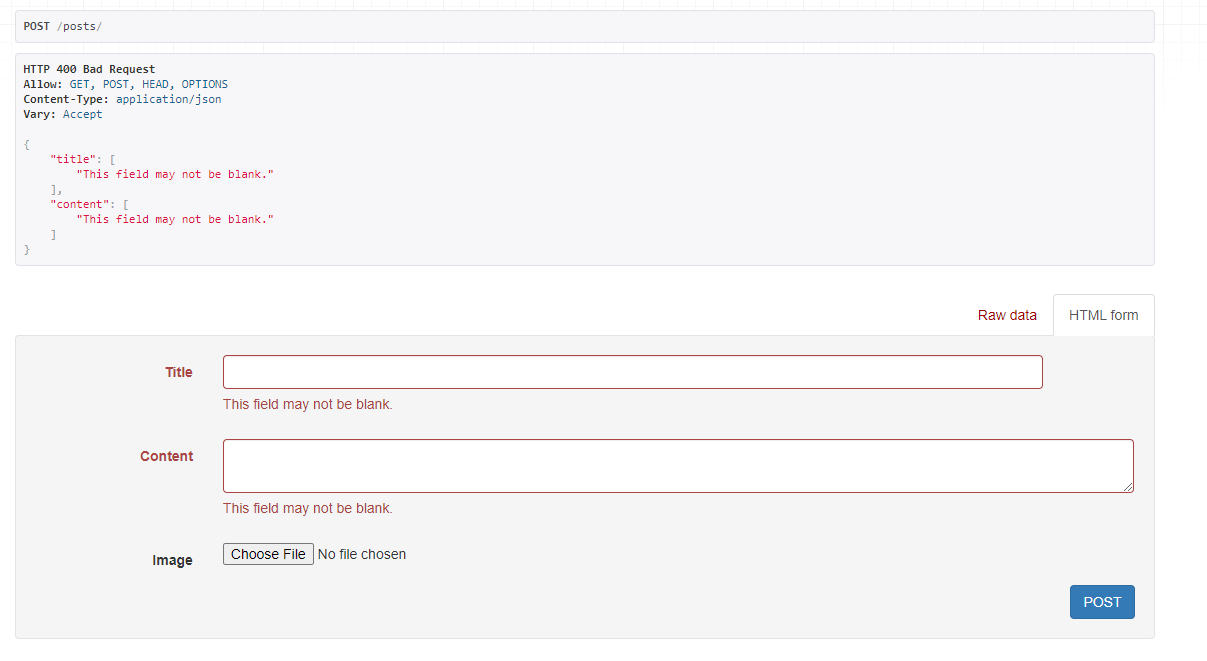 POST /posts/
HTTP 400 Bad Request
Allow: GET, POST, HEAD, OPTIONS
Content-Type: application/json
Vary: Accept
{
    "title": [
        "This field may not be blank."
    ],
    "content": [
        "This field may not be blank."
    ]
}
Raw data HTML form
Title
This field may not be blank.
Content
This field may not be blank.
Image Choose File No file chosen
POST